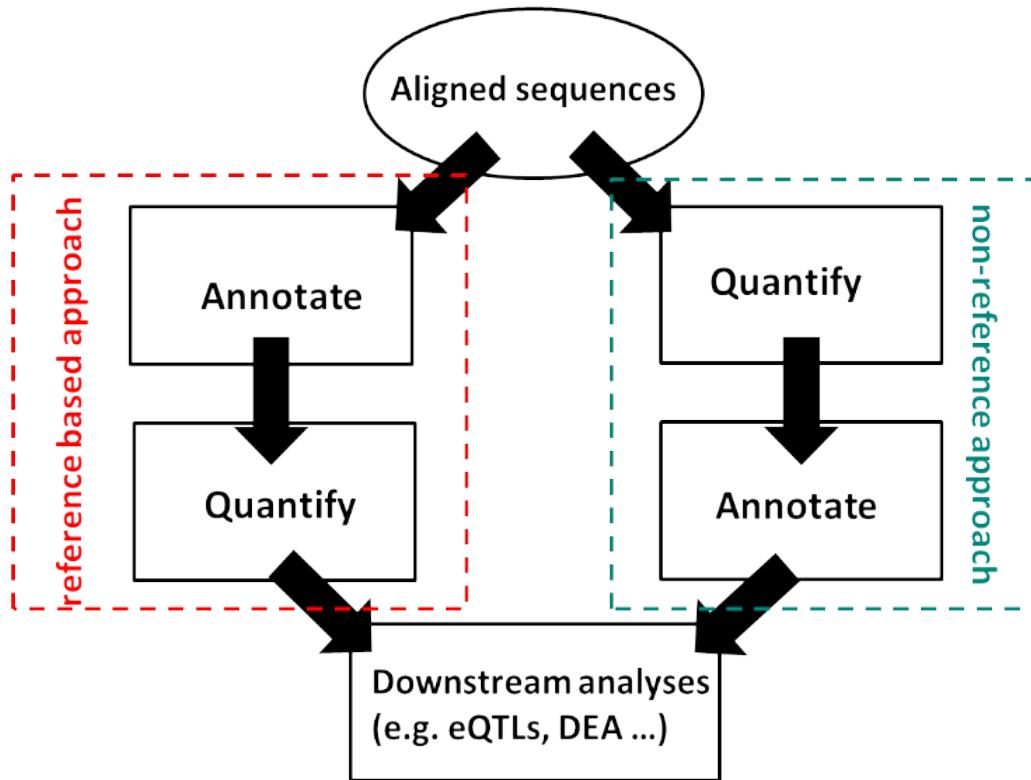 Aligned sequences
reference based approach
Annotate
Quantify
non-reference approach
Quantify
Annotate
Downstream analyses
(e.g. eQTLs, DEA ...)